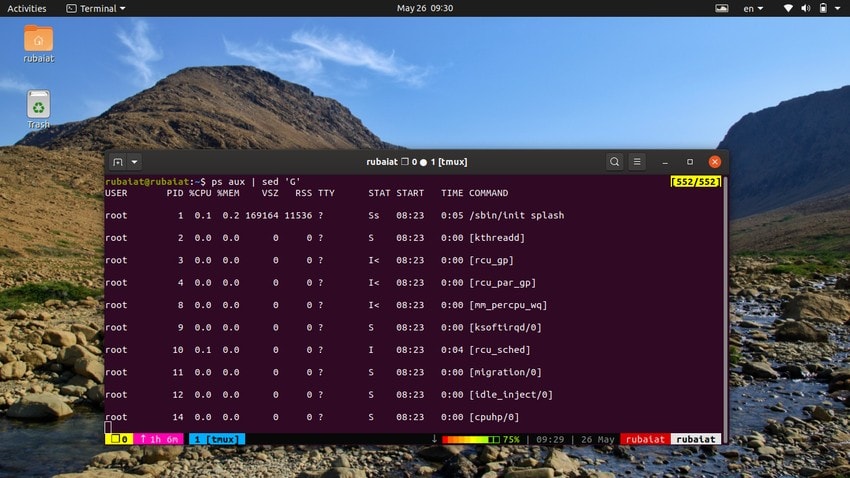 Activities Terminal May 26 09:30 en
rubaiat
Trash
rubaiat 0 1 [tmux]
rubaiat@rubaiat:~$ ps aux | sed 'G' [552/552]
USER PID %CPU %MEM VSZ RSS TTY STAT START TIME COMMAND
root 1 0.1 0.2 169164 11536 ? Ss 08:23 0:05 /sbin/init splash
root 2 0.0 0.0 0 0 ? S 08:23 0:00 [kthreadd]
root 3 0.0 0.0 0 0 ? I< 08:23 0:00 [rcu_gp]
root 4 0.0 0.0 0 0 ? I< 08:23 0:00 [rcu_par_gp]
root 8 0.0 0.0 0 0 ? I< 08:23 0:00 [mm_percpu_wq]
root 9 0.0 0.0 0 0 ? S 08:23 0:00 [ksoftirqd/0]
root 10 0.1 0.0 0 0 ? I 08:23 0:04 [rcu_sched]
root 11 0.0 0.0 0 0 ? S 08:23 0:00 [migration/0]
root 12 0.0 0.0 0 0 ? S 08:23 0:00 [idle_inject/0]
root 14 0.0 0.0 0 0 ? S 08:23 0:00 [cpuhp/0]
❐ 0 ↑ 1h 6m 1 [tmux] ↓ 75% | 09:29 | 26 May rubaiat rubaiat